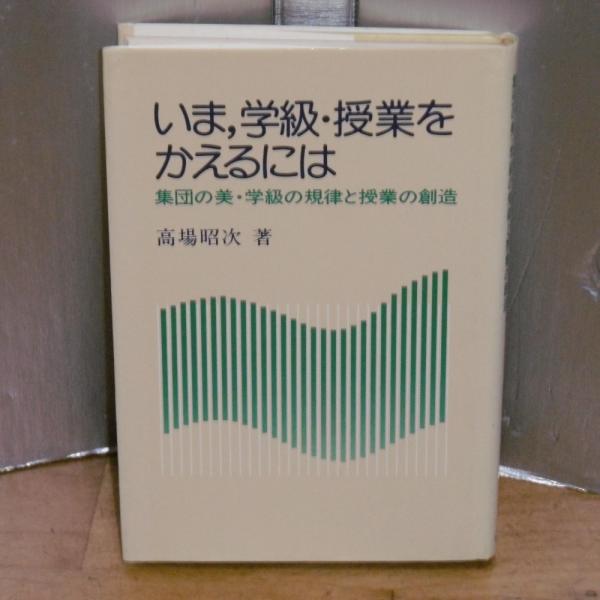 いま,学級・授業を
かえるには
集団の美・学級の規律と授業の創造
高場昭次 著